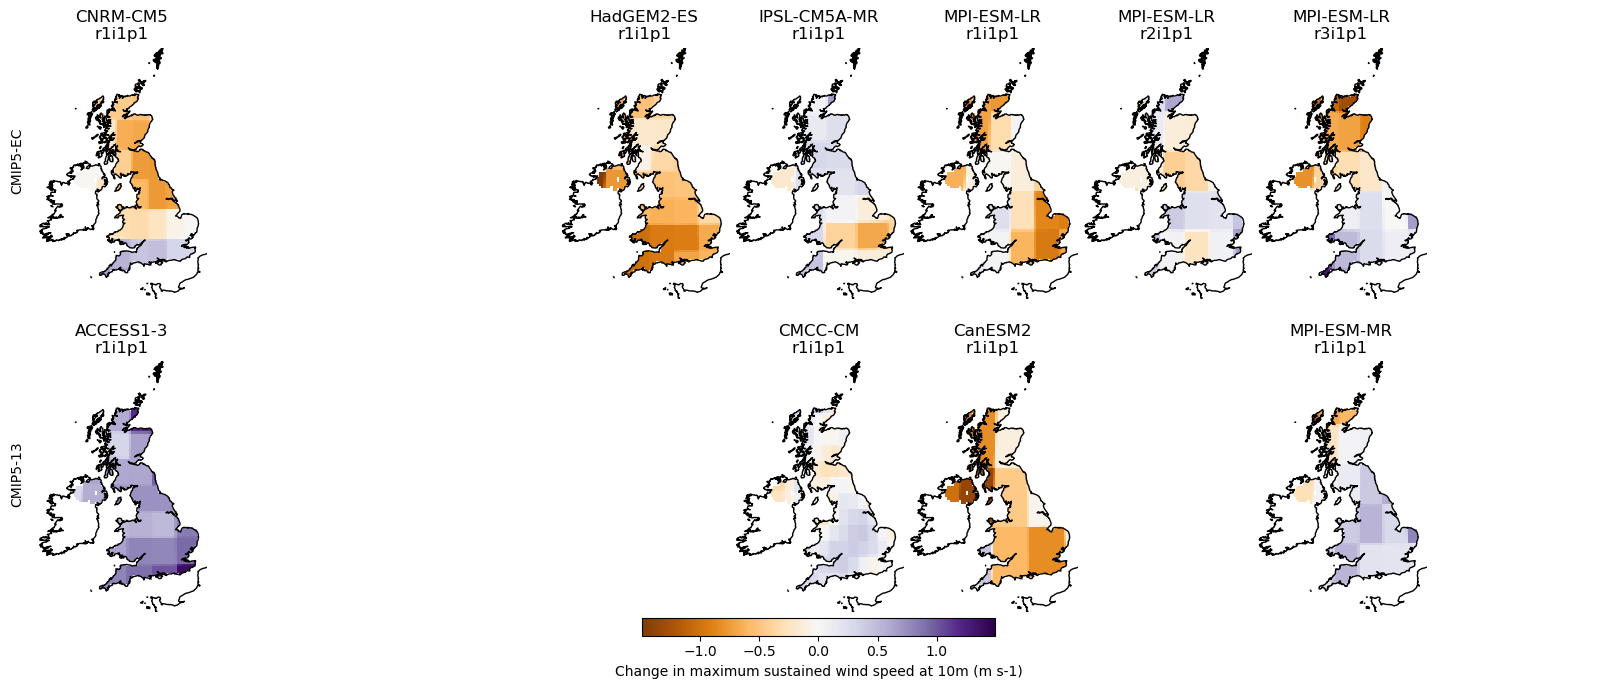 CNRM-CM5
r1i1p1
HadGEM2-ES
r1i1p1
IPSL-CM5A-MR
r1i1p1
MPI-ESM-LR
r1i1p1
MPI-ESM-LR
r2i1p1
MPI-ESM-LR
r3i1p1
CMIP5-EC
ACCESS1-3
r1i1p1
CMCC-CM
r1i1p1
CanESM2
r1i1p1
MPI-ESM-MR
r1i1p1
CMIP5-13
−1.0 −0.5 0.0 0.5 1.0
Change in maximum sustained wind speed at 10m (m s-1)